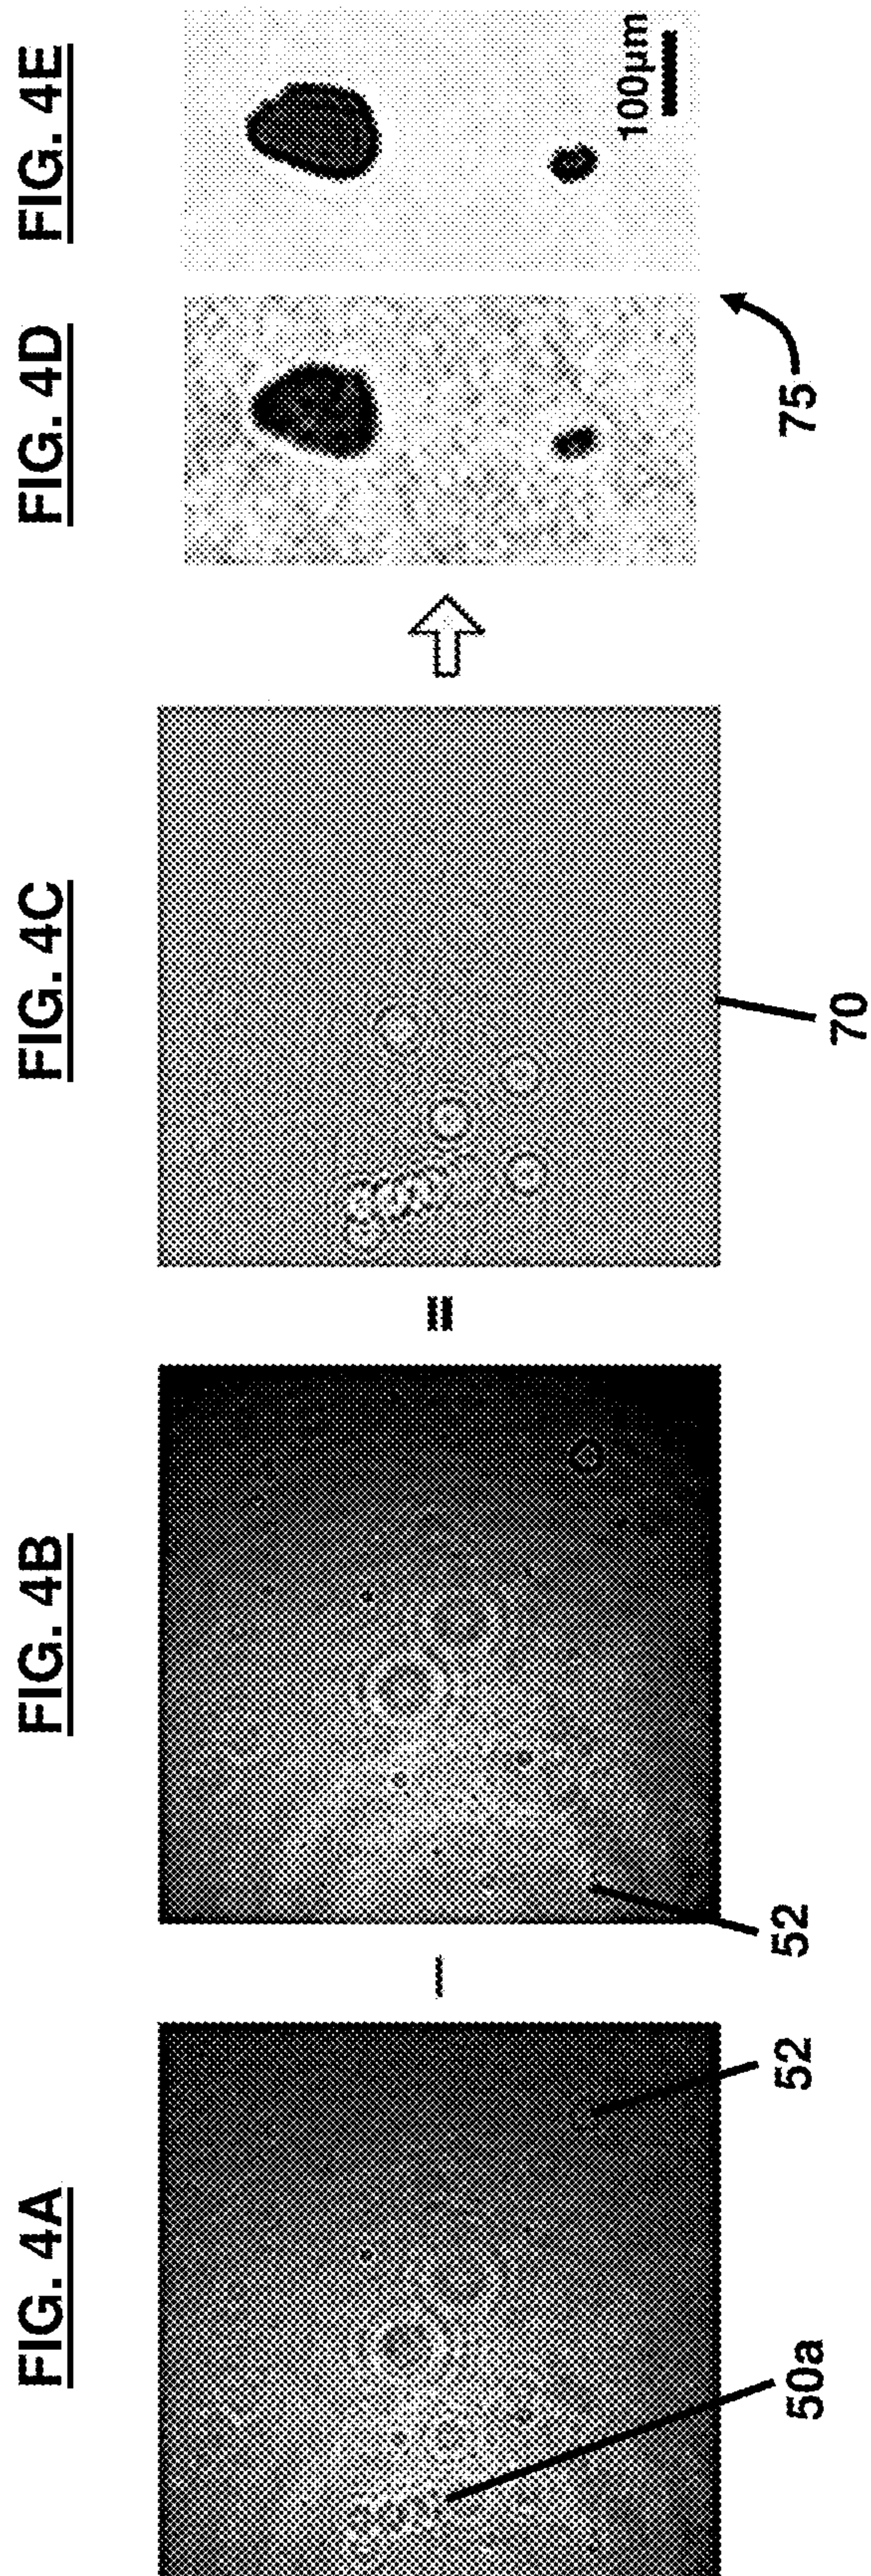 FIG. 4A
FIG. 4B
FIG. 4C
FIG. 4D
FIG. 4E
50a
52
–
52
=
70
75
100µm